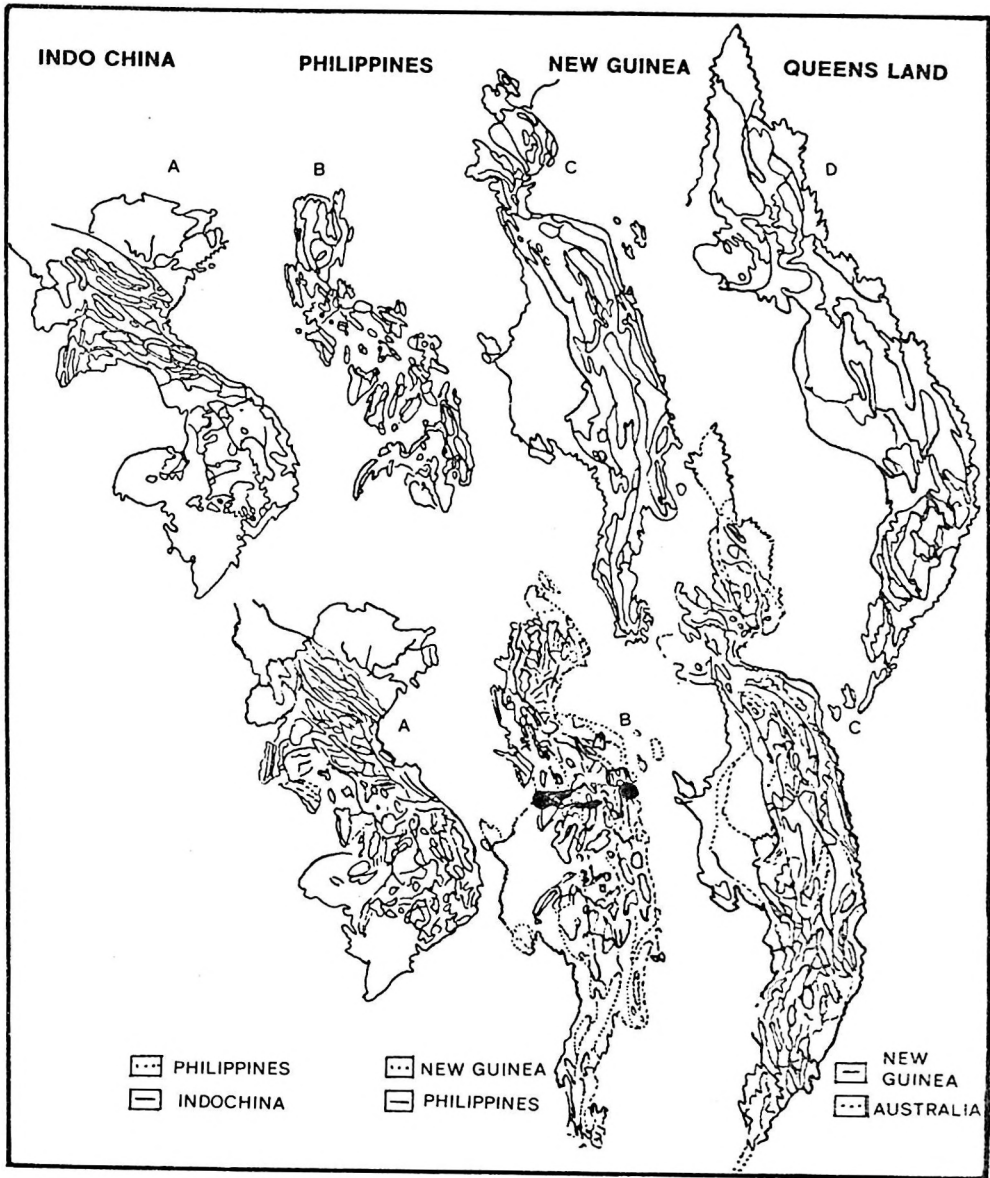 INDO CHINA
PHILIPPINES
NEW GUINEA
QUEENS LAND
A
B
C
D
A
B
C
PHILIPPINES
INDOCHINA
NEW GUINEA
PHILIPPINES
NEW
GUINEA
AUSTRALIA